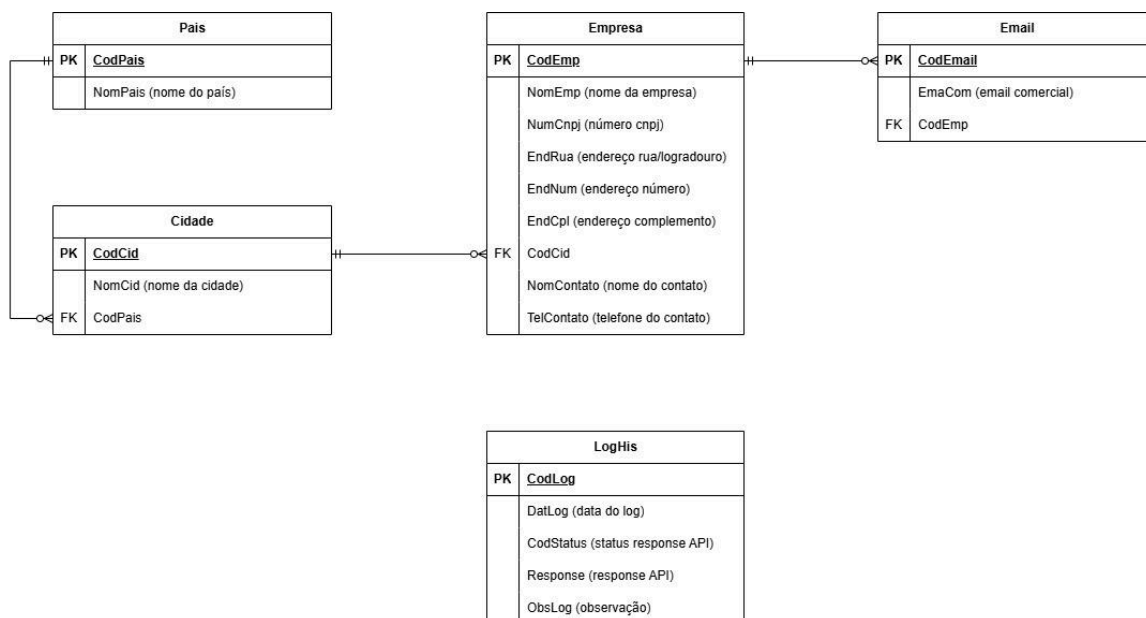 Pais
PK CodPais
NomPais (nome do país)
Cidade
PK CodCid
NomCid (nome da cidade)
FK CodPais
Empresa
PK CodEmp
NomEmp (nome da empresa)
NumCnpj (número cnpj)
EndRua (endereço rua/logradouro)
EndNum (endereço número)
EndCpl (endereço complemento)
FK CodCid
NomContato (nome do contato)
TelContato (telefone do contato)
Email
PK CodEmail
EmaCom (email comercial)
FK CodEmp
LogHis
PK CodLog
DatLog (data do log)
CodStatus (status response API)
Response (response API)
ObsLog (observação)